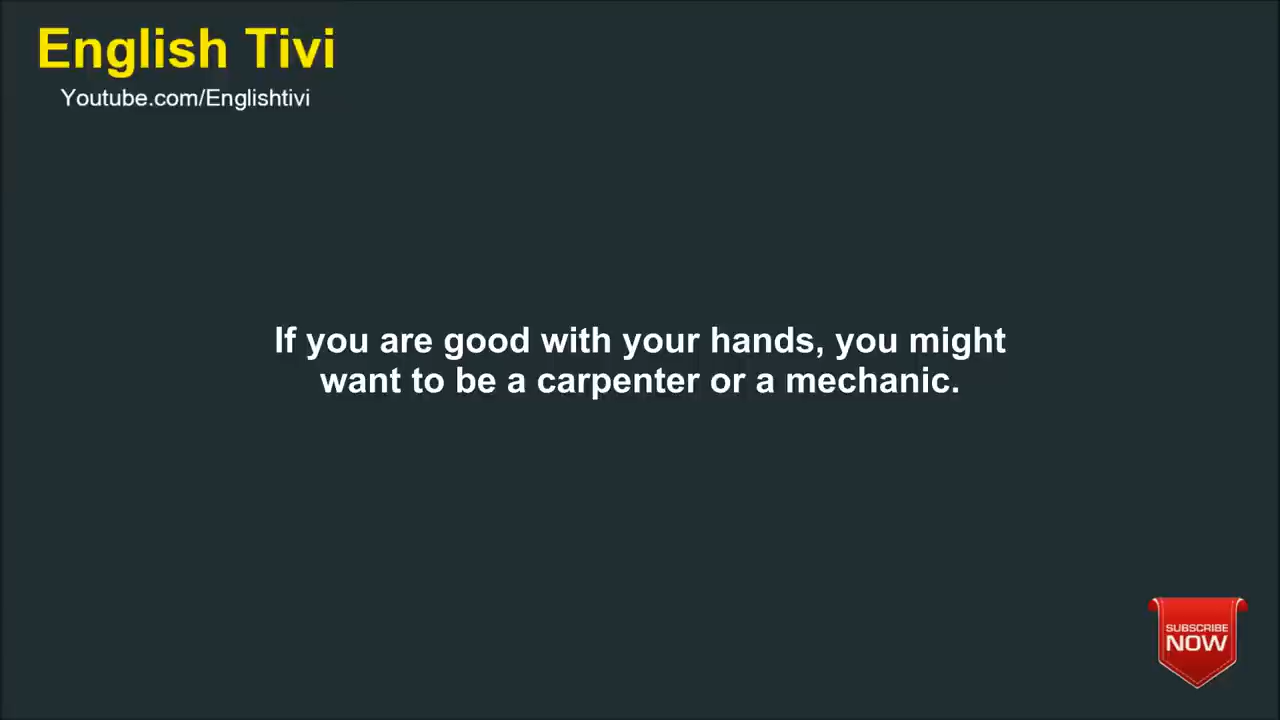 English Tivi
Youtube.com/Englishtivi
If you are good with your hands, you might
want to be a carpenter or a mechanic.
SUBSCRIBE
NOW